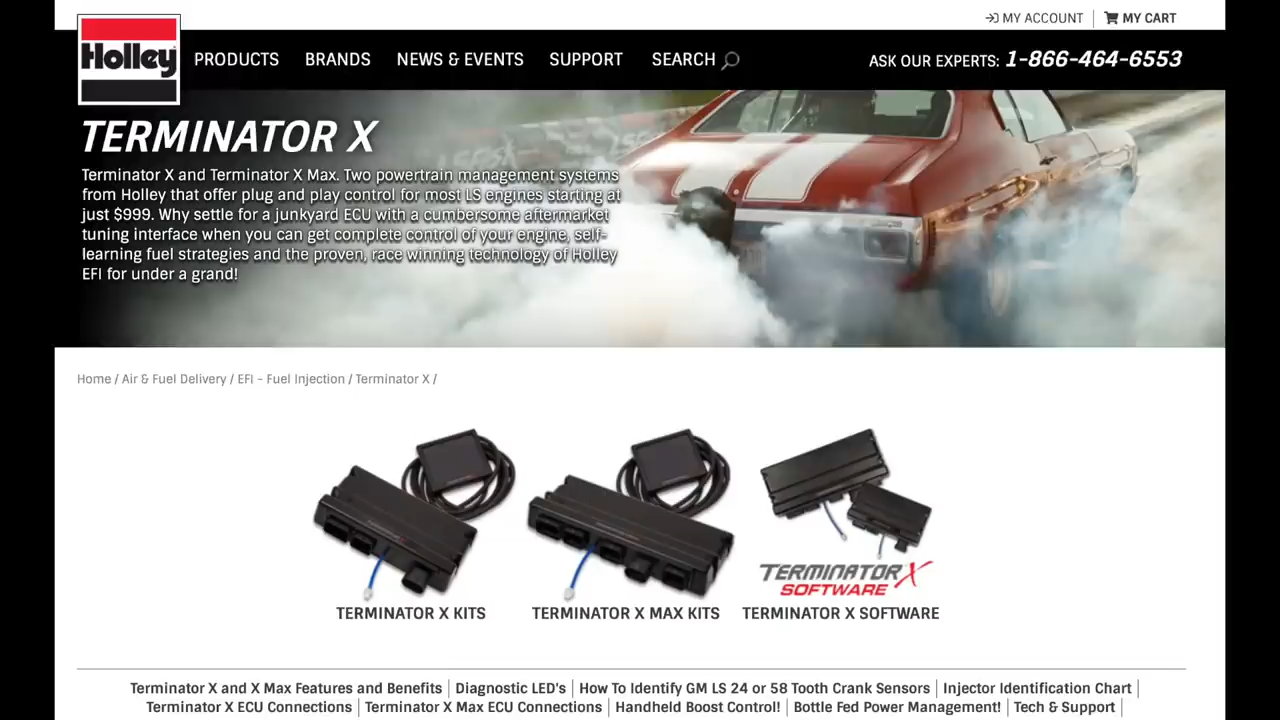 MY ACCOUNT
MY CART
Holley
PRODUCTS
BRANDS
NEWS & EVENTS
SUPPORT
SEARCH
ASK OUR EXPERTS: 1-866-464-6553
TERMINATOR X
Terminator X and Terminator X Max. Two powertrain management systems
from Holley that offer plug and play control for most LS engines starting at
just $999. Why settle for a junkyard ECU with a cumbersome aftermarket
tuning interface when you can get complete control of your engine, self-
learning fuel strategies and the proven, race winning technology of Holley
EFI for under a grand!
Home / Air & Fuel Delivery / EFI - Fuel Injection / Terminator X /
TERMINATOR X
SOFTWARE
TERMINATOR X KITS
TERMINATOR X MAX KITS
TERMINATOR X SOFTWARE
Terminator X and X Max Features and Benefits | Diagnostic LED's | How To Identify GM LS 24 or 58 Tooth Crank Sensors | Injector Identification Chart |
Terminator X ECU Connections | Terminator X Max ECU Connections | Handheld Boost Control! | Bottle Fed Power Management! | Tech & Support |